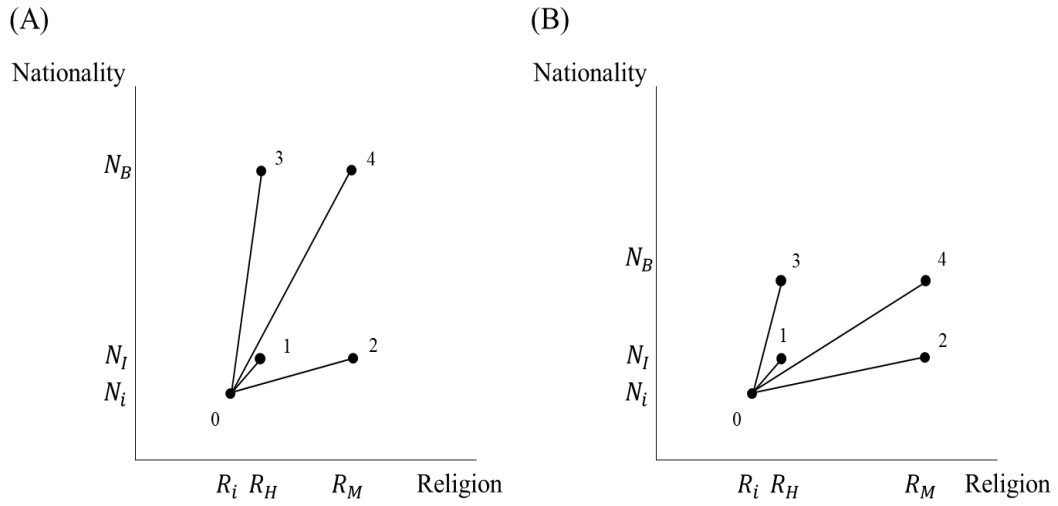 (A)
Nationality
N_B
3
4
N_I
1
2
N_i
0
R_i R_H R_M Religion
(B)
Nationality
N_B
3
4
N_I
1
2
N_i
0
R_i R_H R_M Religion